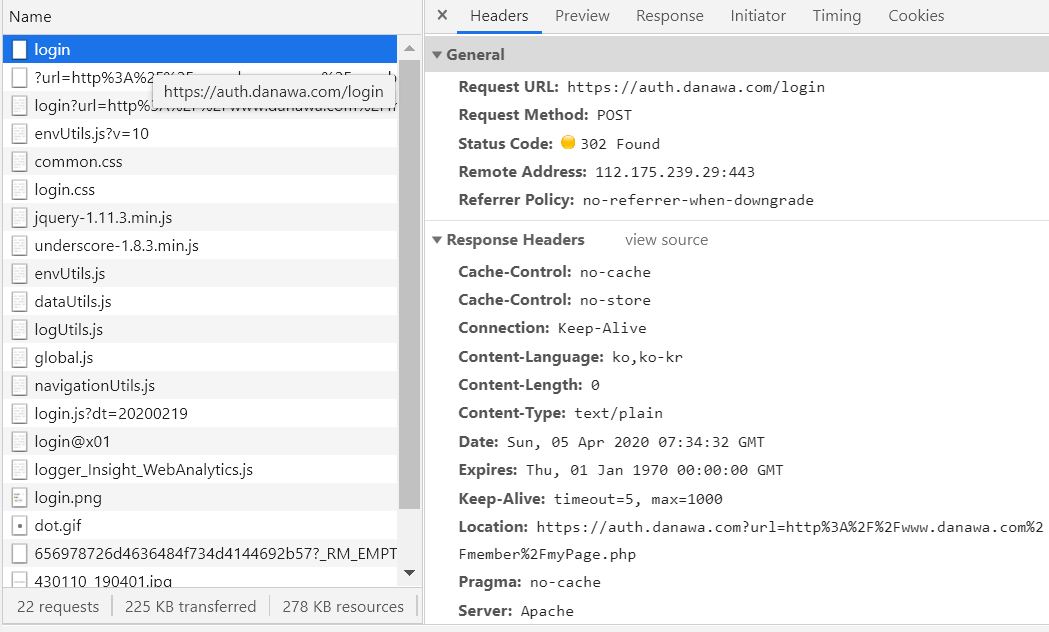 Name
login
?url=http%3A%2F%2F
https://auth.danawa.com/login
login?url=http%3A%2F%2Fwww.danawa.com%2F
envUtils.js?v=10
common.css
login.css
jquery-1.11.3.min.js
underscore-1.8.3.min.js
envUtils.js
dataUtils.js
logUtils.js
global.js
navigationUtils.js
login.js?dt=20200219
login@x01
logger_Insight_WebAnalytics.js
login.png
dot.gif
656978726d4636484f734d4144692b57?_RM_EMPT
430110_190401.jpg
22 requests 225 KB transferred 278 KB resources
× Headers Preview Response Initiator Timing Cookies
▼ General
Request URL: https://auth.danawa.com/login
Request Method: POST
Status Code: 302 Found
Remote Address: 112.175.239.29:443
Referrer Policy: no-referrer-when-downgrade
▼ Response Headers view source
Cache-Control: no-cache
Cache-Control: no-store
Connection: Keep-Alive
Content-Language: ko,ko-kr
Content-Length: 0
Content-Type: text/plain
Date: Sun, 05 Apr 2020 07:34:32 GMT
Expires: Thu, 01 Jan 1970 00:00:00 GMT
Keep-Alive: timeout=5, max=1000
Location: https://auth.danawa.com?url=http%3A%2F%2Fwww.danawa.com%2
Fmember%2FmyPage.php
Pragma: no-cache
Server: Apache